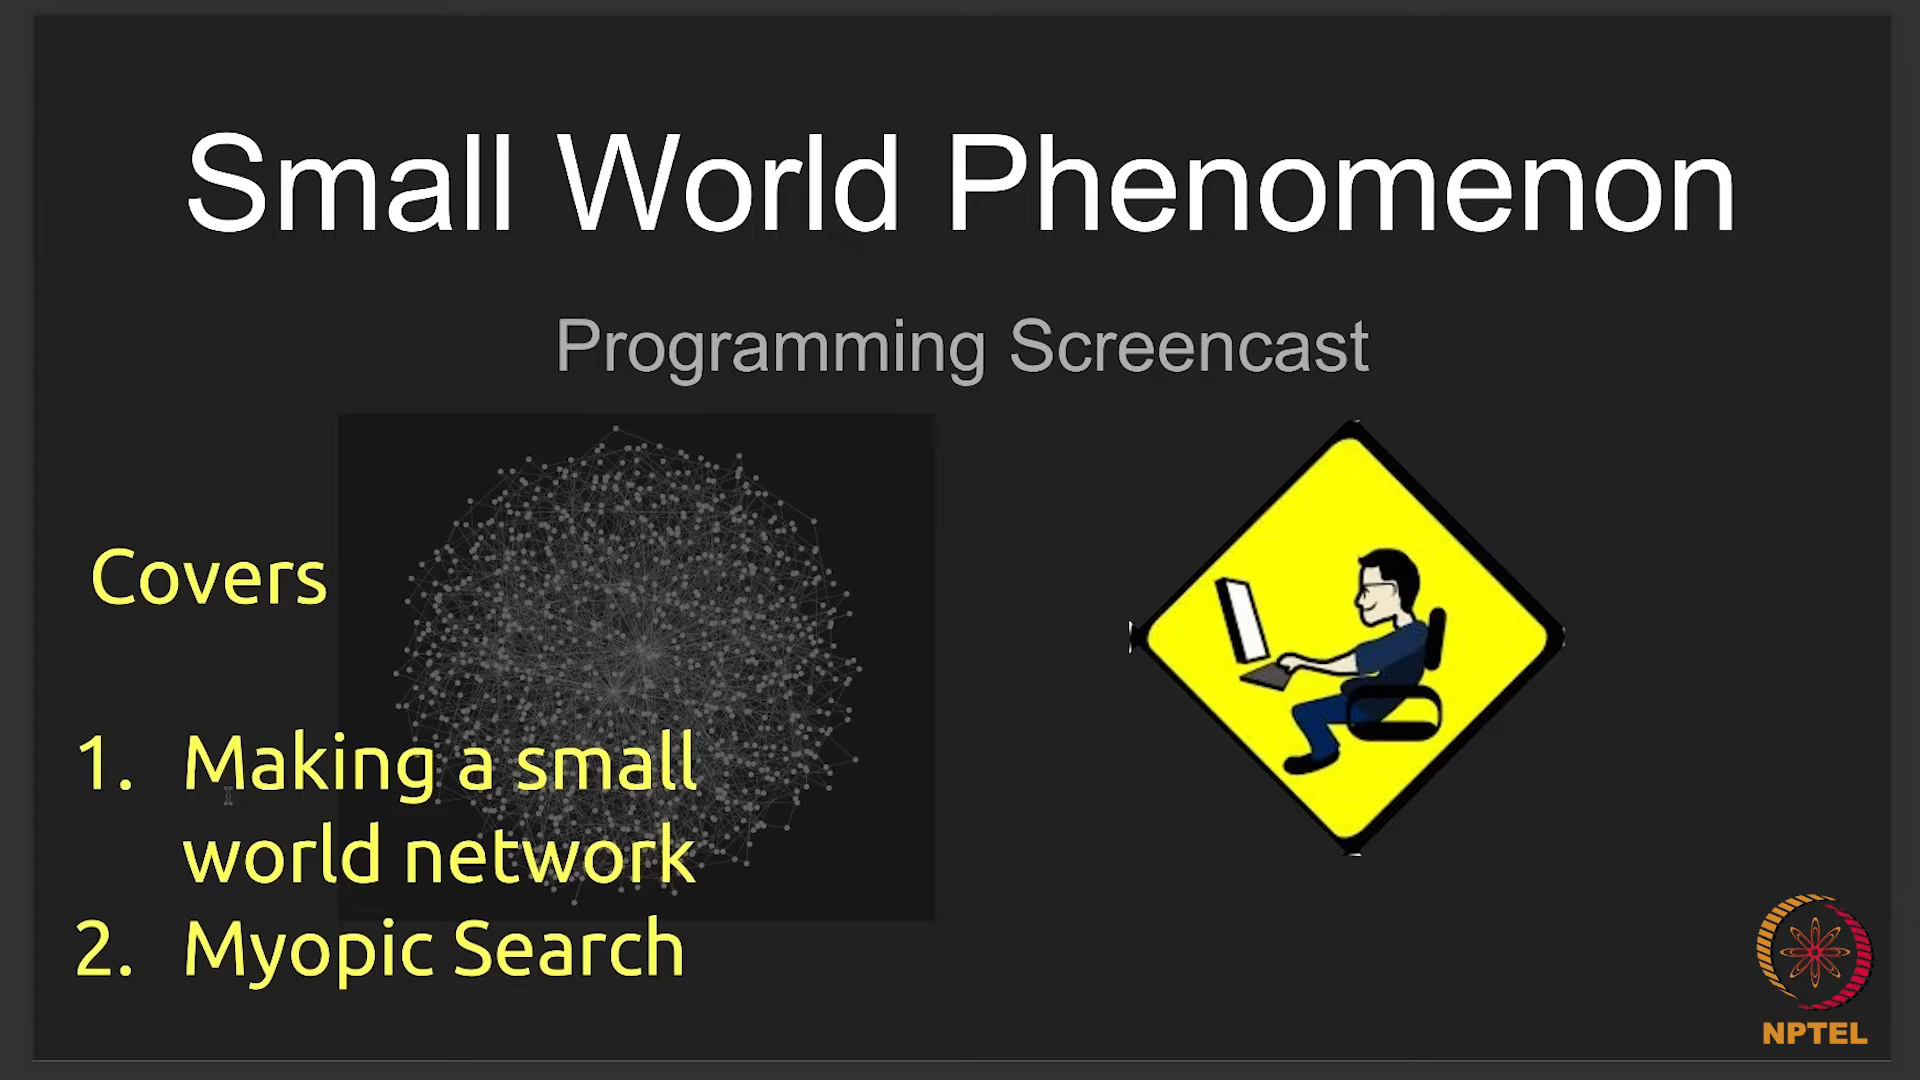 Small World Phenomenon
Programming Screencast
Covers
1. Making a small
world network
2. Myopic Search
NPTEL